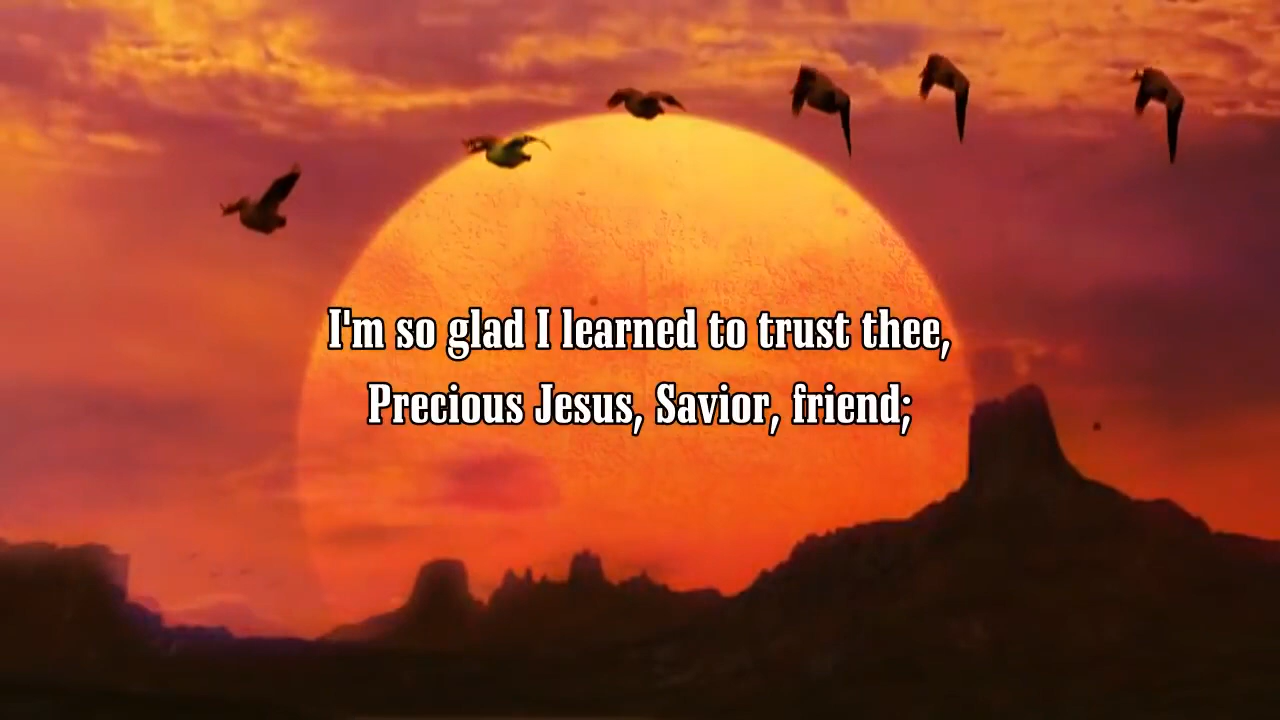 I'm so glad I learned to trust thee,
Precious Jesus, Savior, friend;